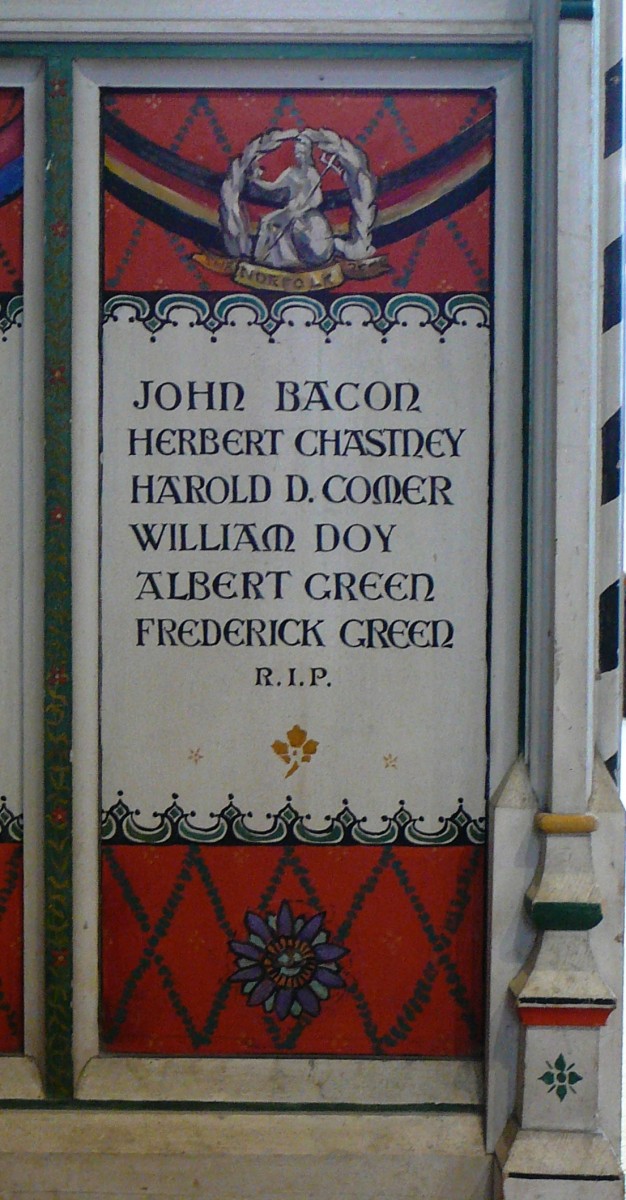 NORFOLK
JOHN BACON
HERBERT CHASTNEY
HAROLD D. COMER
WILLIAM DOY
ALBERT GREEN
FREDERICK GREEN
R.I.P.